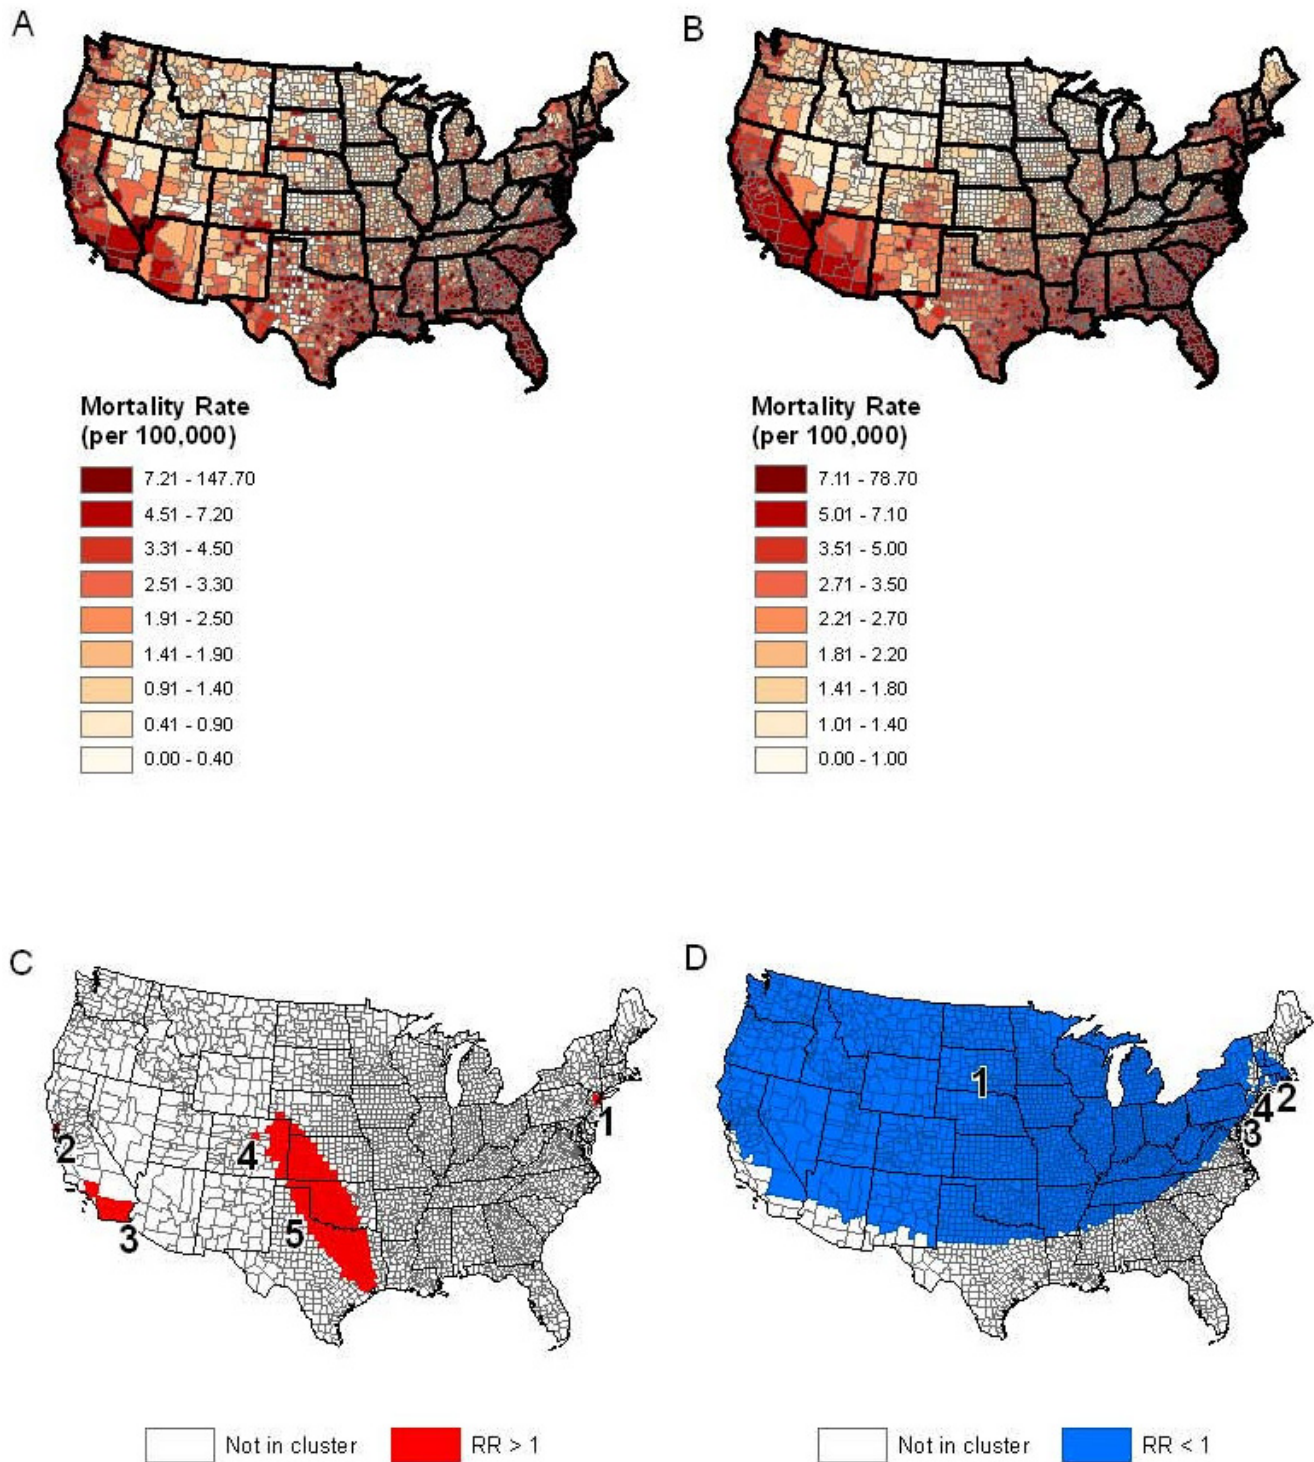 A
B
Mortality Rate
(per 100,000)
7.21 - 147.70
4.51 - 7.20
3.31 - 4.50
2.51 - 3.30
1.91 - 2.50
1.41 - 1.90
0.91 - 1.40
0.41 - 0.90
0.00 - 0.40
Mortality Rate
(per 100,000)
7.11 - 78.70
5.01 - 7.10
3.51 - 5.00
2.71 - 3.50
2.21 - 2.70
1.81 - 2.20
1.41 - 1.80
1.01 - 1.40
0.00 - 1.00
C
1
2
4
5
3
Not in cluster
RR > 1
D
1
2
4
3
Not in cluster
RR < 1